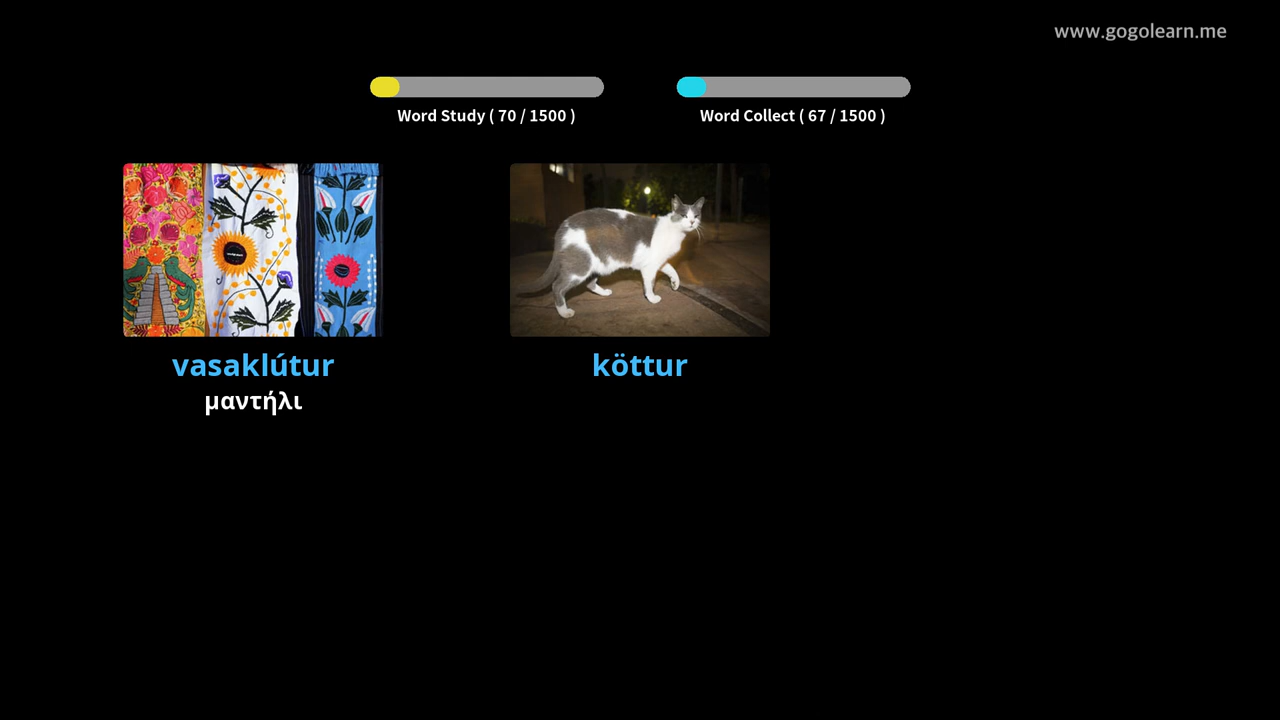 www.gogolearn.me
Word Study ( 70 / 1500 )
Word Collect ( 67 / 1500 )
vasaklútur
μαντήλι
köttur